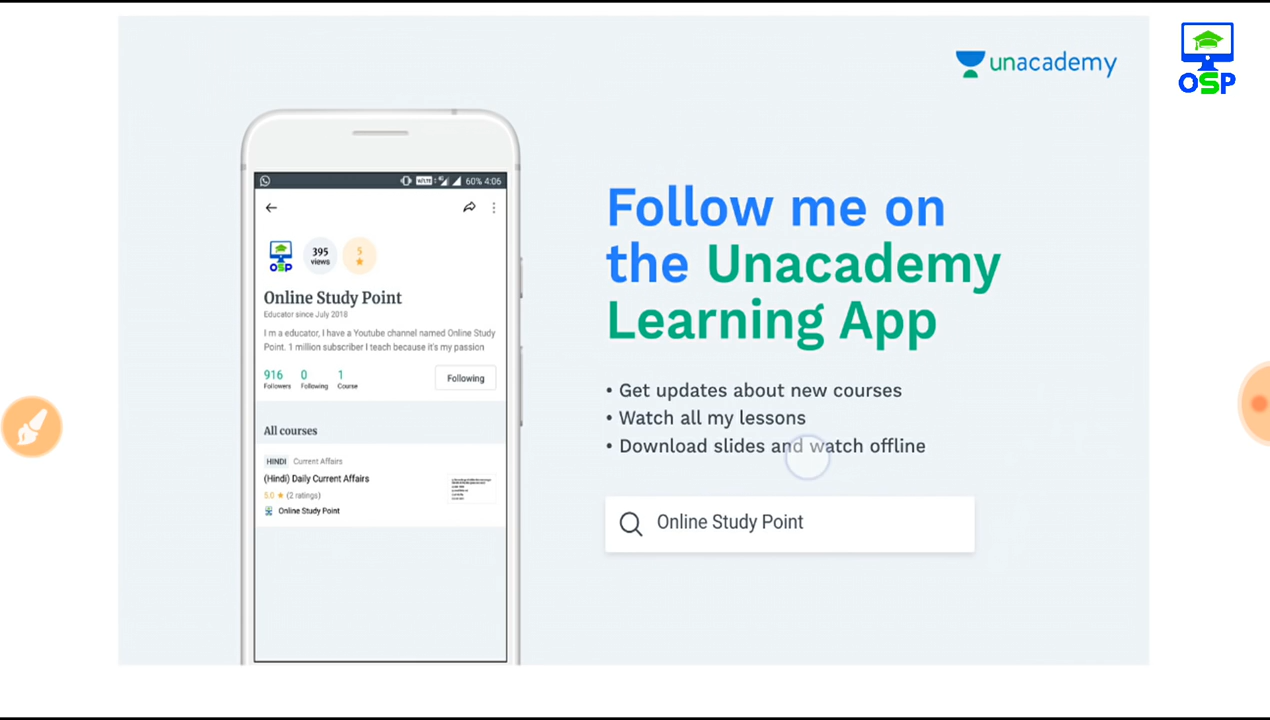 unacademy
OSP
60% 4:06
395
views
5
OSP
Online Study Point
Educator since July 2018
I m a educator, I have a Youtube channel named Online Study
Point. 1 million subscriber I teach because it's my passion
916 0 1
Followers Following Course
Following
All courses
HINDI Current Affairs
(Hindi) Daily Current Affairs
5.0 ★ (2 ratings)
Online Study Point
Follow me on
the Unacademy
Learning App
• Get updates about new courses
• Watch all my lessons
• Download slides and watch offline
Online Study Point